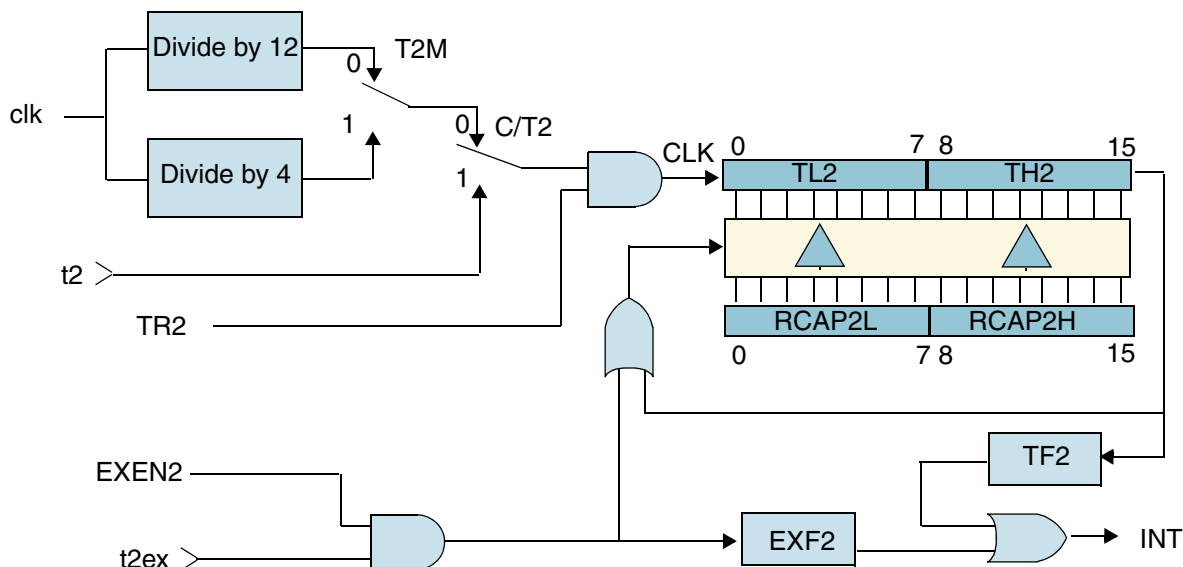 Divide by 12
T2M
0
clk
1
0
C/T2
Divide by 4
1
CLK
0
7 8
15
TL2
TH2
t2
TR2
RCAP2L
RCAP2H
0
7 8
15
EXEN2
TF2
t2ex
EXF2
INT